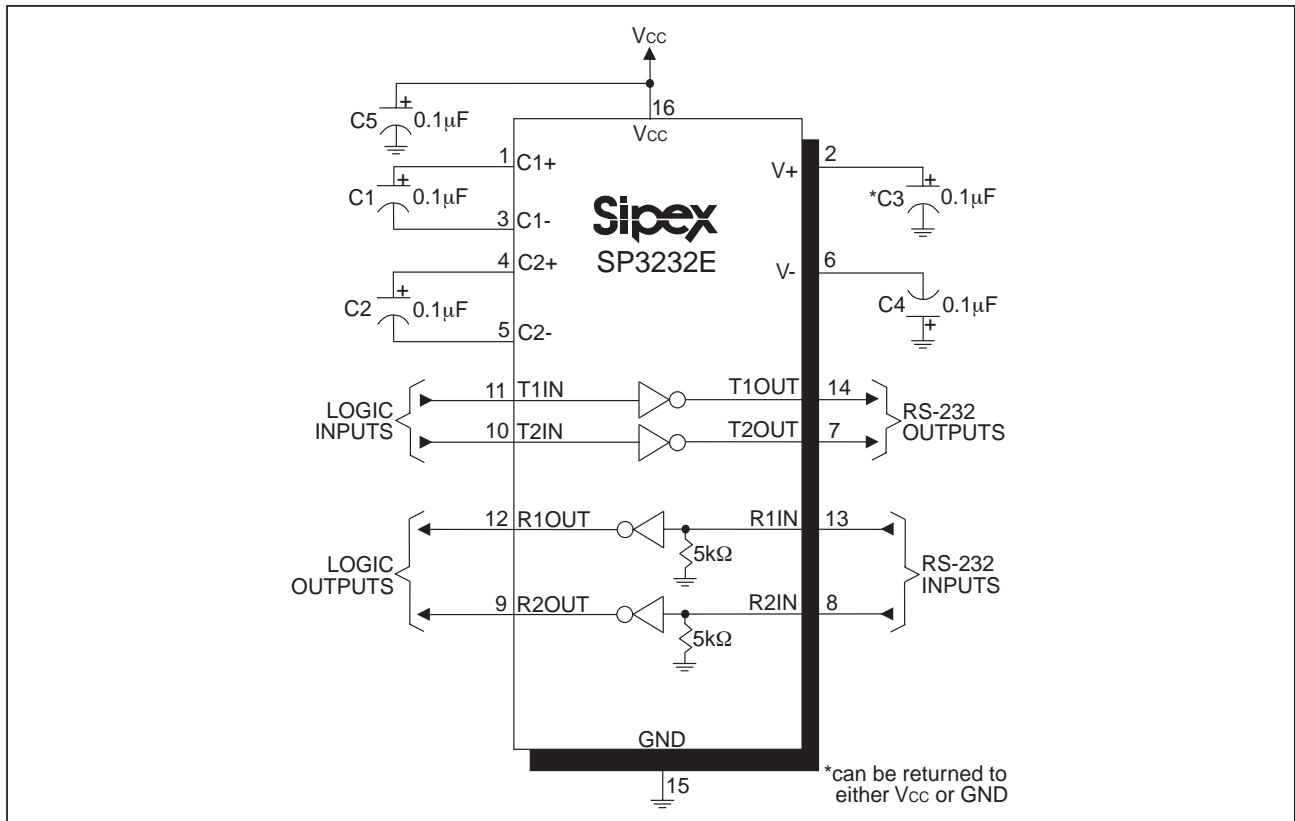 VCC
16
VCC
C5
+
0.1µF
1
C1+
C1
+
0.1µF
3
C1-
4
C2+
C2
+
0.1µF
5
C2-
Sipex
SP3232E
V+
2
*C3
+
0.1µF
V-
6
C4
0.1µF
+
LOGIC
INPUTS
11
T1IN
T1OUT
14
10
T2IN
T2OUT
7
RS-232
OUTPUTS
LOGIC
OUTPUTS
12
R1OUT
R1IN
13
5kΩ
9
R2OUT
R2IN
8
5kΩ
RS-232
INPUTS
GND
15
*can be returned to
either VCC or GND